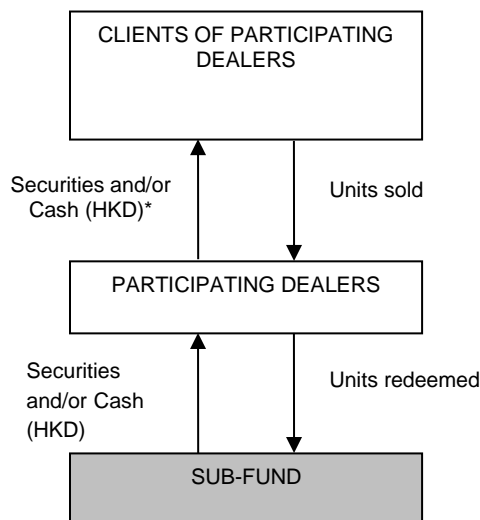 CLIENTS OF PARTICIPATING
DEALERS
Securities and/or
Cash (HKD)*
Units sold
PARTICIPATING DEALERS
Securities
and/or Cash
(HKD)
Units redeemed
SUB-FUND